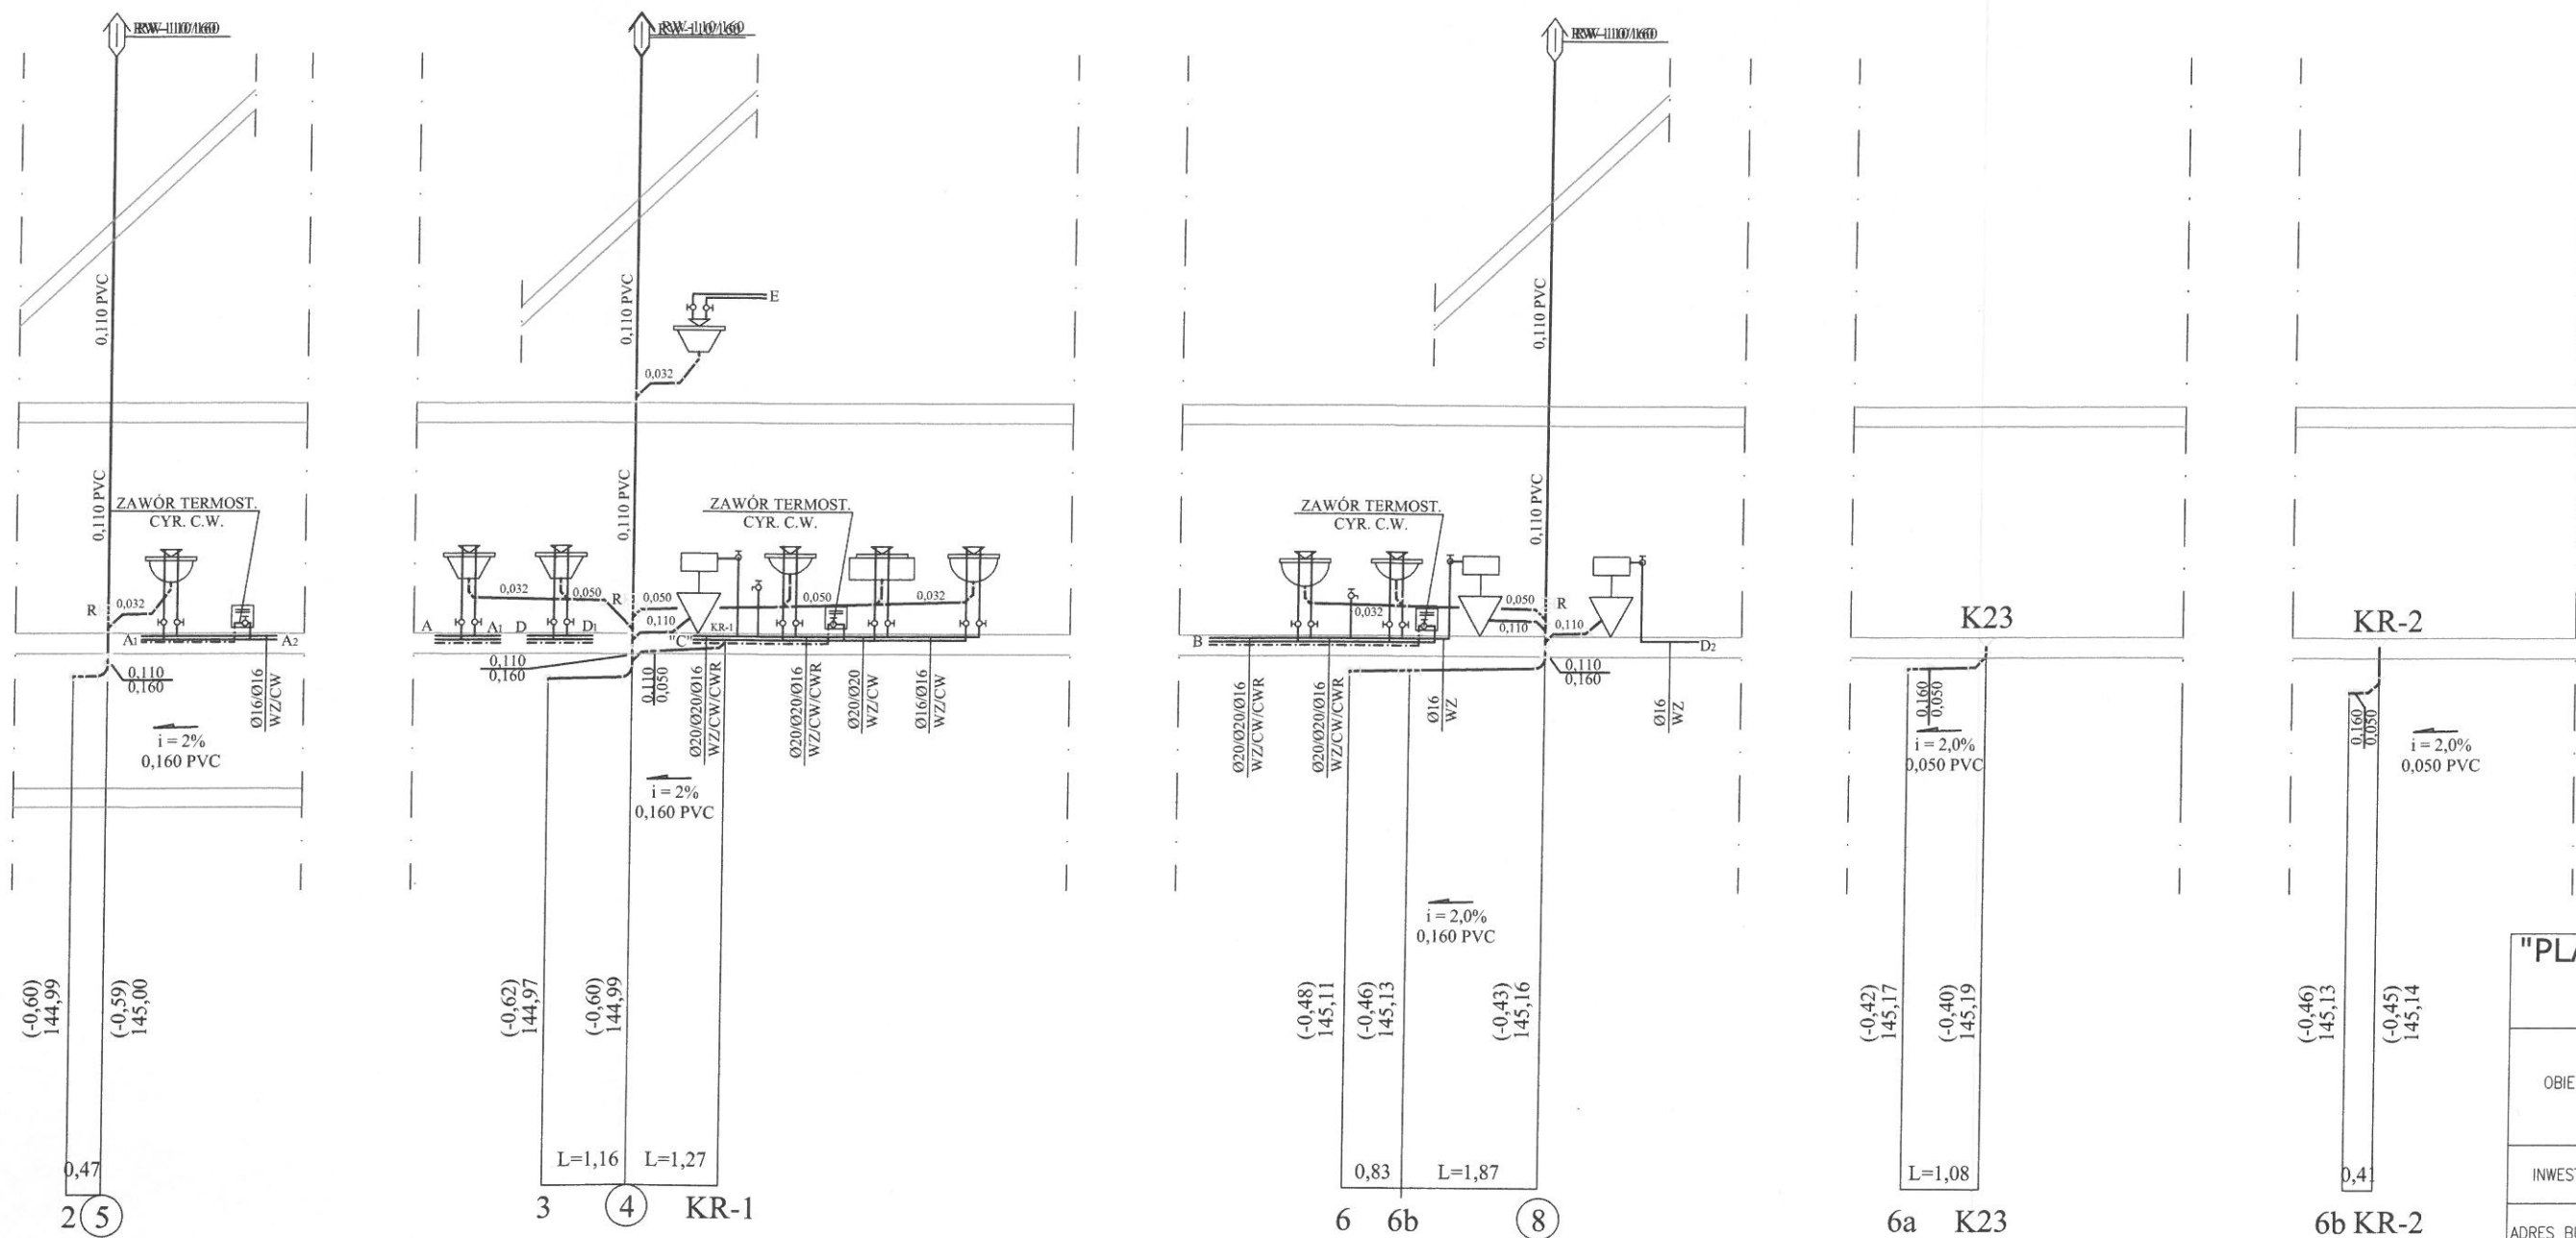 RW-110/160
RW-110/160
RW-110/160
0,110 PVC
0,110 PVC
0,110 PVC
E
0,032
0,110 PVC
0,110 PVC
0,110 PVC
ZAWÓR TERMOST.
CYR. C.W.
ZAWÓR TERMOST.
CYR. C.W.
ZAWÓR TERMOST.
CYR. C.W.
R
0,032
A1
A2
0,110
0,160
Ø16/Ø16
WZ/CW
i = 2%
0,160 PVC
0,032
0,050
R
0,050
0,050
0,032
0,110
A
A1
D
D1
"C"
KR-1
0,110
0,160
0,110
0,050
Ø20/Ø20/Ø16
WZ/CW/CWR
Ø20/Ø20/Ø16
WZ/CW/CWR
Ø20/Ø20
WZ/CW
Ø16/Ø16
WZ/CW
i = 2%
0,160 PVC
0,032
0,050
R
0,110
0,110
B
D2
0,110
0,160
Ø20/Ø20/Ø16
WZ/CW/CWR
Ø20/Ø20/Ø16
WZ/CW/CWR
Ø16
WZ
Ø16
WZ
i = 2,0%
0,160 PVC
K23
0,160
0,050
i = 2,0%
0,050 PVC
KR-2
0,160
0,050
i = 2,0%
0,050 PVC
(-0,60)
144,99
(-0,59)
145,00
(-0,62)
144,97
(-0,60)
144,99
(-0,48)
145,11
(-0,46)
145,13
(-0,43)
145,16
(-0,42)
145,17
(-0,40)
145,19
(-0,46)
145,13
(-0,45)
145,14
"PLA
OBIE
INWES
ADRES BU
0,47
L=1,16
L=1,27
0,83
L=1,87
L=1,08
0,41
2
5
3
4
KR-1
6
6b
8
6a
K23
6b KR-2